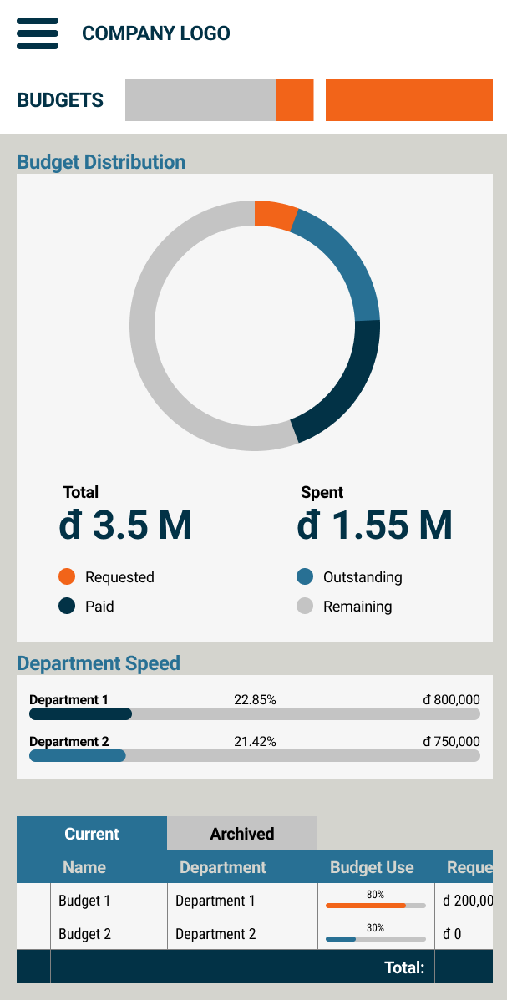 COMPANY LOGO
BUDGETS
Budget Distribution
Total
Spent
đ 3.5 M
đ 1.55 M
Requested
Outstanding
Paid
Remaining
Department Speed
Department 1 22.85% đ 800,000
Department 2 21.42% đ 750,000
Current Archived
Name Department Budget Use Reque
Budget 1 Department 1 80% đ 200,00
Budget 2 Department 2 30% đ 0
Total: